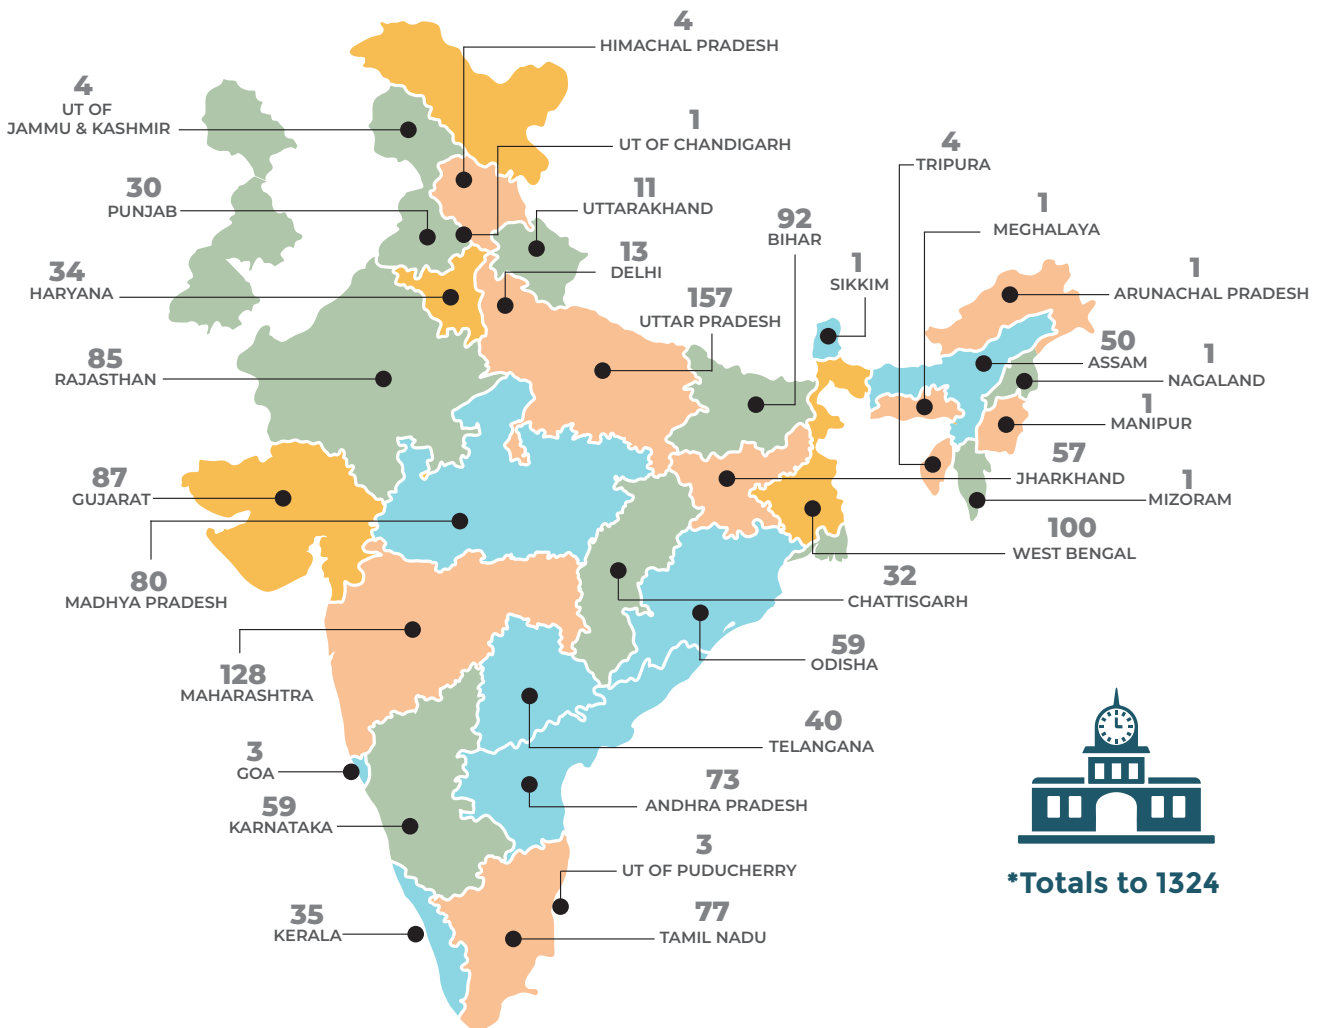 4
HIMACHAL PRADESH
4
UT OF
JAMMU & KASHMIR
1
UT OF CHANDIGARH
4
TRIPURA
30
PUNJAB
11
UTTARAKHAND
92
BIHAR
1
MEGHALAYA
13
DELHI
34
HARYANA
1
SIKKIM
1
ARUNACHAL PRADESH
157
UTTAR PRADESH
50
ASSAM
85
RAJASTHAN
1
NAGALAND
1
MANIPUR
87
GUJARAT
57
JHARKHAND
1
MIZORAM
100
WEST BENGAL
80
MADHYA PRADESH
32
CHATTISGARH
59
ODISHA
128
MAHARASHTRA
40
TELANGANA
3
GOA
73
ANDHRA PRADESH
59
KARNATAKA
3
UT OF PUDUCHERRY
*Totals to 1324
35
KERALA
77
TAMIL NADU